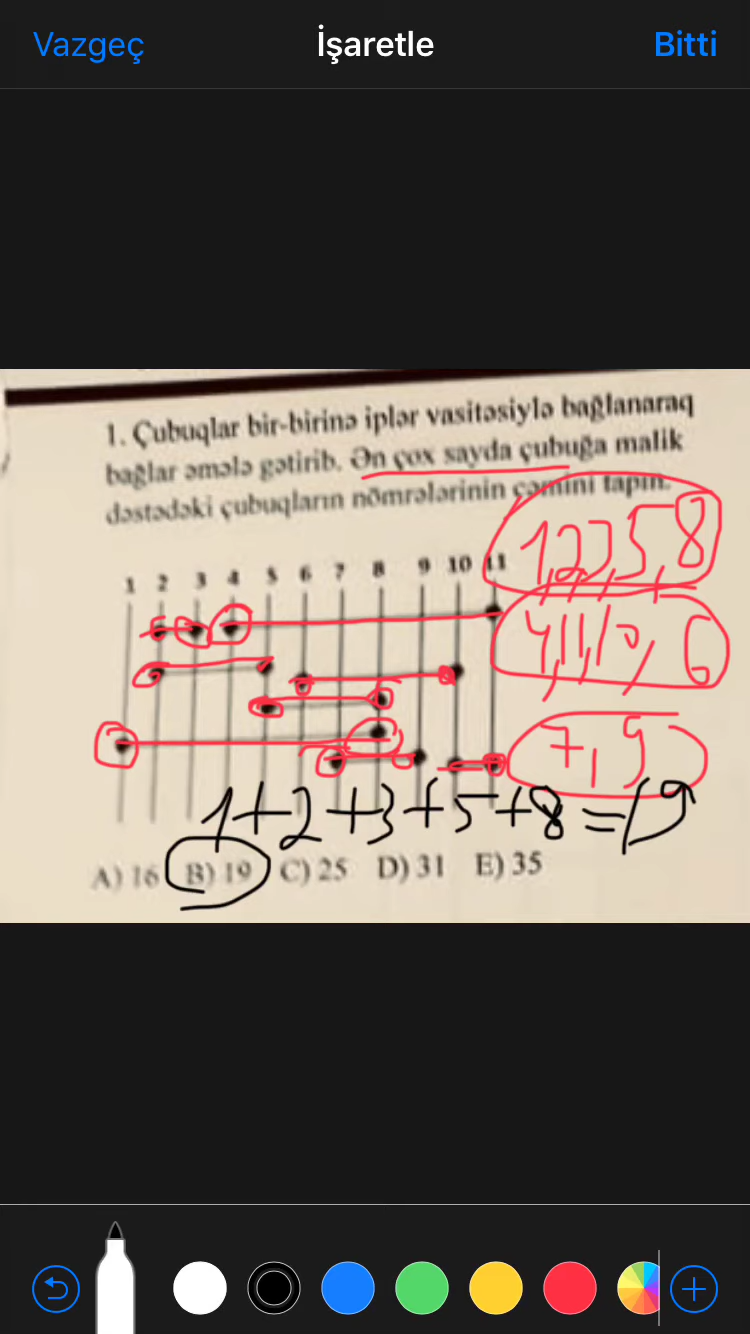 Vazgeç İşaretle Bitti
1. Çubuqlar bir-birinə iplər vasitəsiylə bağlanaraq
bağlar əmələ gətirib. Ən çox sayda çubuğa malik
dəstədəki çubuqların nömrələrinin cəmini tapın.
1 2 3 4 5 6 7 8 9 10 11
1,2,3,5,8
4,11,10,6
7,9
1+2+3+5+8=19
A) 16 B) 19 C) 25 D) 31 E) 35